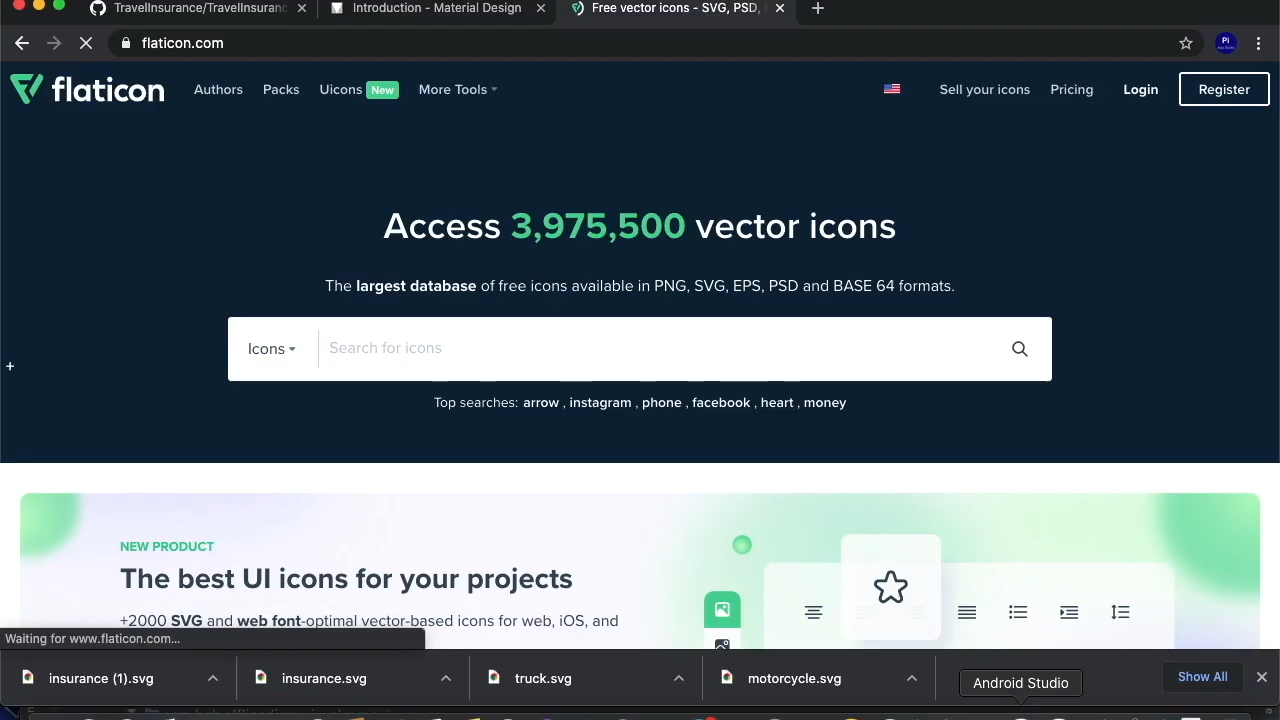 TravelInsurance/TravelInsuranc
Introduction - Material Design
Free vector icons - SVG, PSD,
flaticon.com
Pi
flaticon
Authors
Packs
Uicons New
More Tools
Sell your icons
Pricing
Login
Register
Access 3,975,500 vector icons
The largest database of free icons available in PNG, SVG, EPS, PSD and BASE 64 formats.
Icons
Search for icons
Top searches: arrow , instagram , phone , facebook , heart , money
NEW PRODUCT
The best UI icons for your projects
+2000 SVG and web font-optimal vector-based icons for web, iOS, and
Waiting for www.flaticon.com...
insurance (1).svg
insurance.svg
truck.svg
motorcycle.svg
Android Studio
Show All